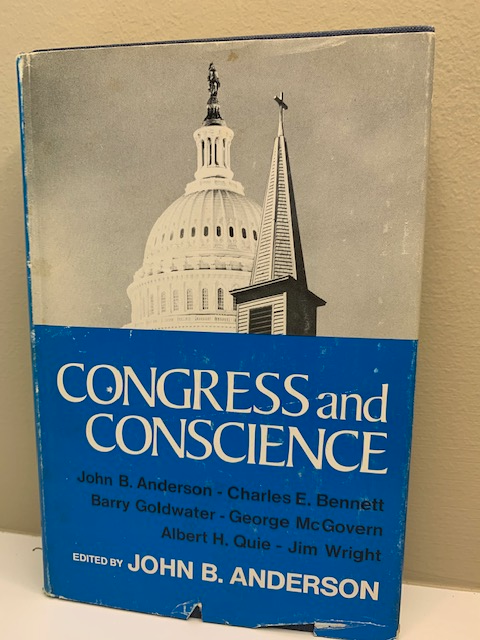 CONGRESS and
CONSCIENCE
John B. Anderson - Charles E. Bennett
Barry Goldwater - George McGovern
Albert H. Quie - Jim Wright
EDITED BY JOHN B. ANDERSON